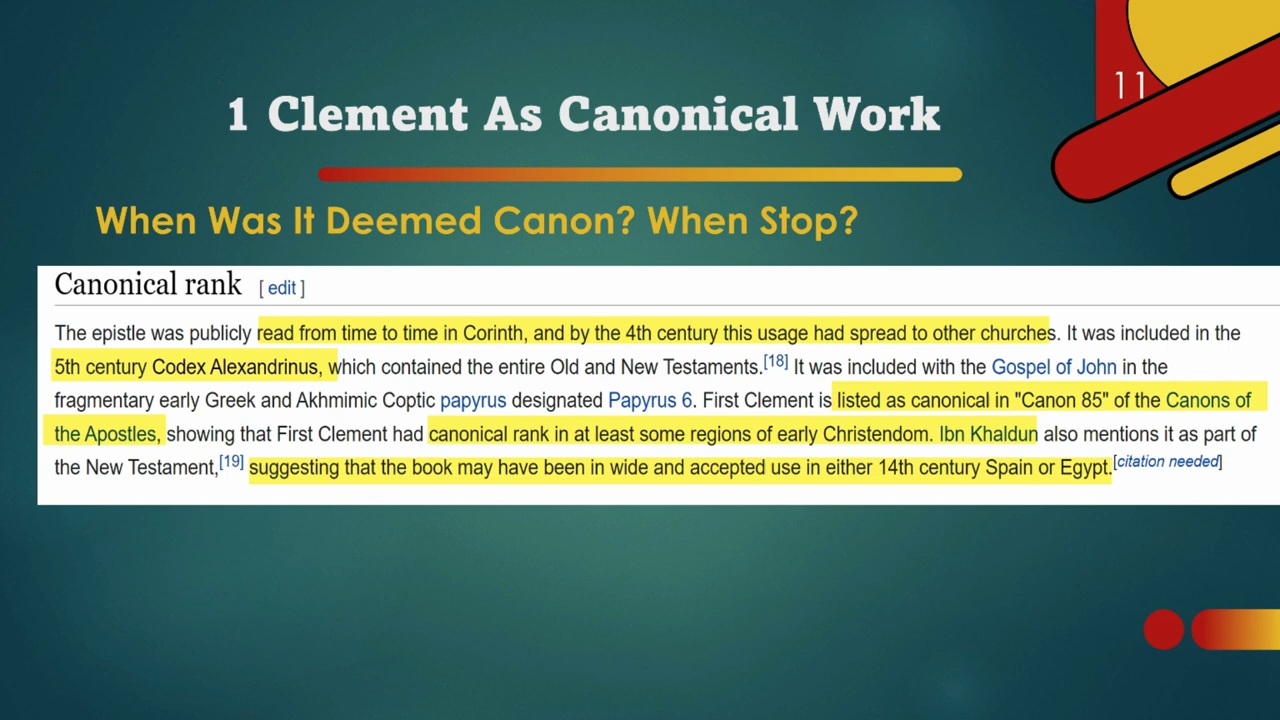 11
1 Clement As Canonical Work
When Was It Deemed Canon? When Stop?
Canonical rank [ edit ]
The epistle was publicly read from time to time in Corinth, and by the 4th century this usage had spread to other churches. It was included in the
5th century Codex Alexandrinus, which contained the entire Old and New Testaments.[18] It was included with the Gospel of John in the
fragmentary early Greek and Akhmimic Coptic papyrus designated Papyrus 6. First Clement is listed as canonical in "Canon 85" of the Canons of
the Apostles, showing that First Clement had canonical rank in at least some regions of early Christendom. Ibn Khaldun also mentions it as part of
the New Testament,[19] suggesting that the book may have been in wide and accepted use in either 14th century Spain or Egypt.[citation needed]